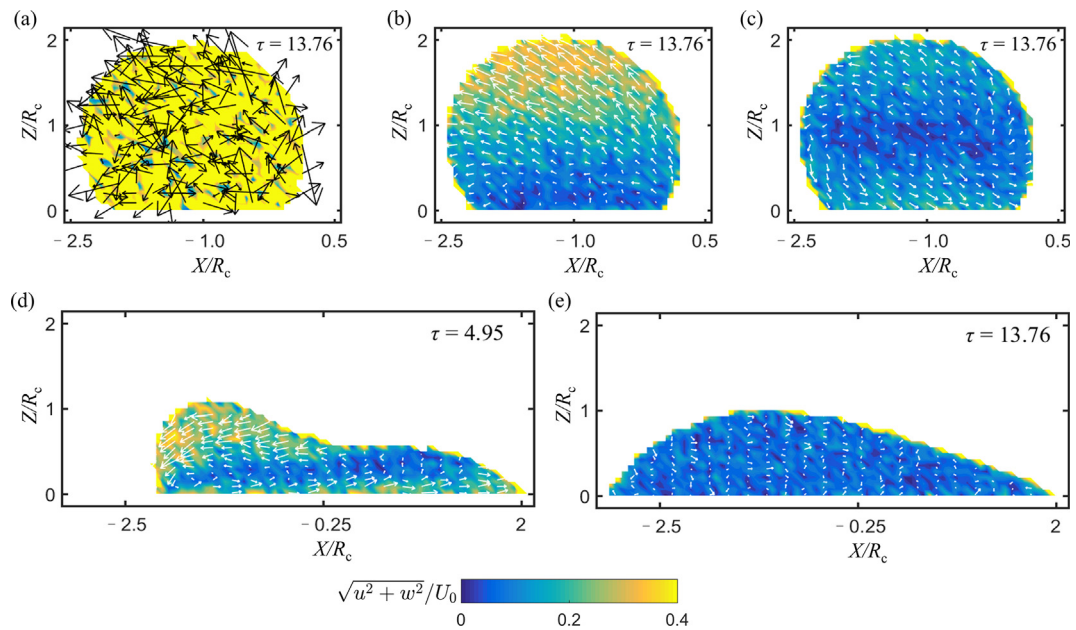 (a)
(b)
(c)
τ = 13.76
τ = 13.76
τ = 13.76
2
1
0
Z/Rc
2
1
0
Z/Rc
2
1
0
Z/Rc
− 2.5
− 1.0
0.5
− 2.5
− 1.0
0.5
− 2.5
− 1.0
0.5
X/Rc
X/Rc
X/Rc
(d)
(e)
τ = 4.95
τ = 13.76
2
1
0
Z/Rc
2
1
0
Z/Rc
− 2.5
− 0.25
2
− 2.5
− 0.25
2
X/Rc
X/Rc
√u² + w²/U₀
0
0.2
0.4